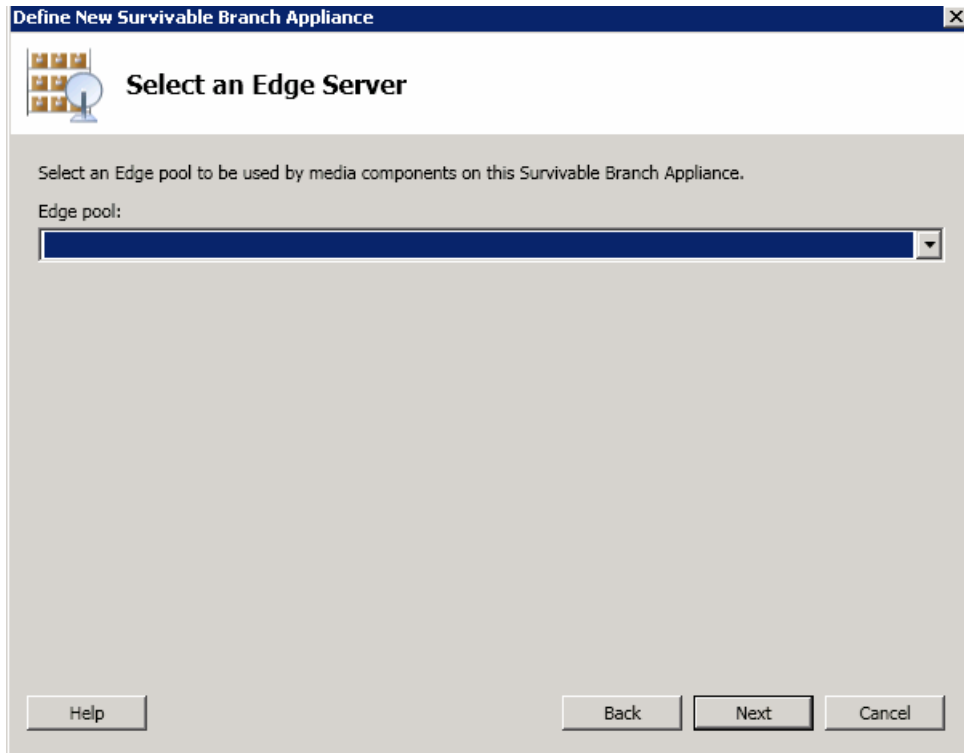 Define New Survivable Branch Appliance
Select an Edge Server
Select an Edge pool to be used by media components on this Survivable Branch Appliance.
Edge pool:
Help
Back
Next
Cancel